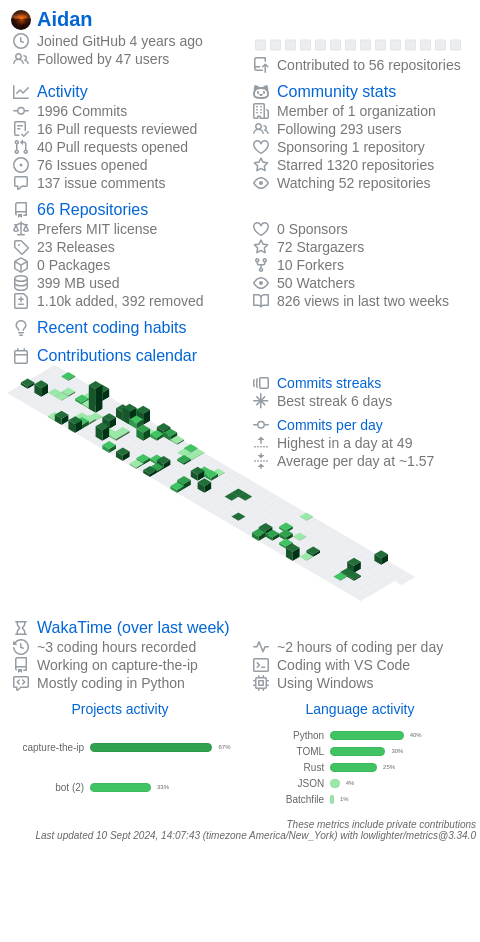 Aidan
Joined GitHub 4 years ago
Followed by 47 users
Contributed to 56 repositories
Activity
1996 Commits
16 Pull requests reviewed
40 Pull requests opened
76 Issues opened
137 issue comments
Community stats
Member of 1 organization
Following 293 users
Sponsoring 1 repository
Starred 1320 repositories
Watching 52 repositories
66 Repositories
Prefers MIT license
23 Releases
0 Packages
399 MB used
1.10k added, 392 removed
0 Sponsors
72 Stargazers
10 Forkers
50 Watchers
826 views in last two weeks
Recent coding habits
Contributions calendar
Commits streaks
Best streak 6 days
Commits per day
Highest in a day at 49
Average per day at ~1.57
WakaTime (over last week)
~3 coding hours recorded
Working on capture-the-ip
Mostly coding in Python
~2 hours of coding per day
Coding with VS Code
Using Windows
Projects activity
capture-the-ip 67%
bot (2) 33%
Language activity
Python 40%
TOML 30%
Rust 25%
JSON 4%
Batchfile 1%
These metrics include private contributions
Last updated 10 Sept 2024, 14:07:43 (timezone America/New_York) with lowlighter/metrics@3.34.0